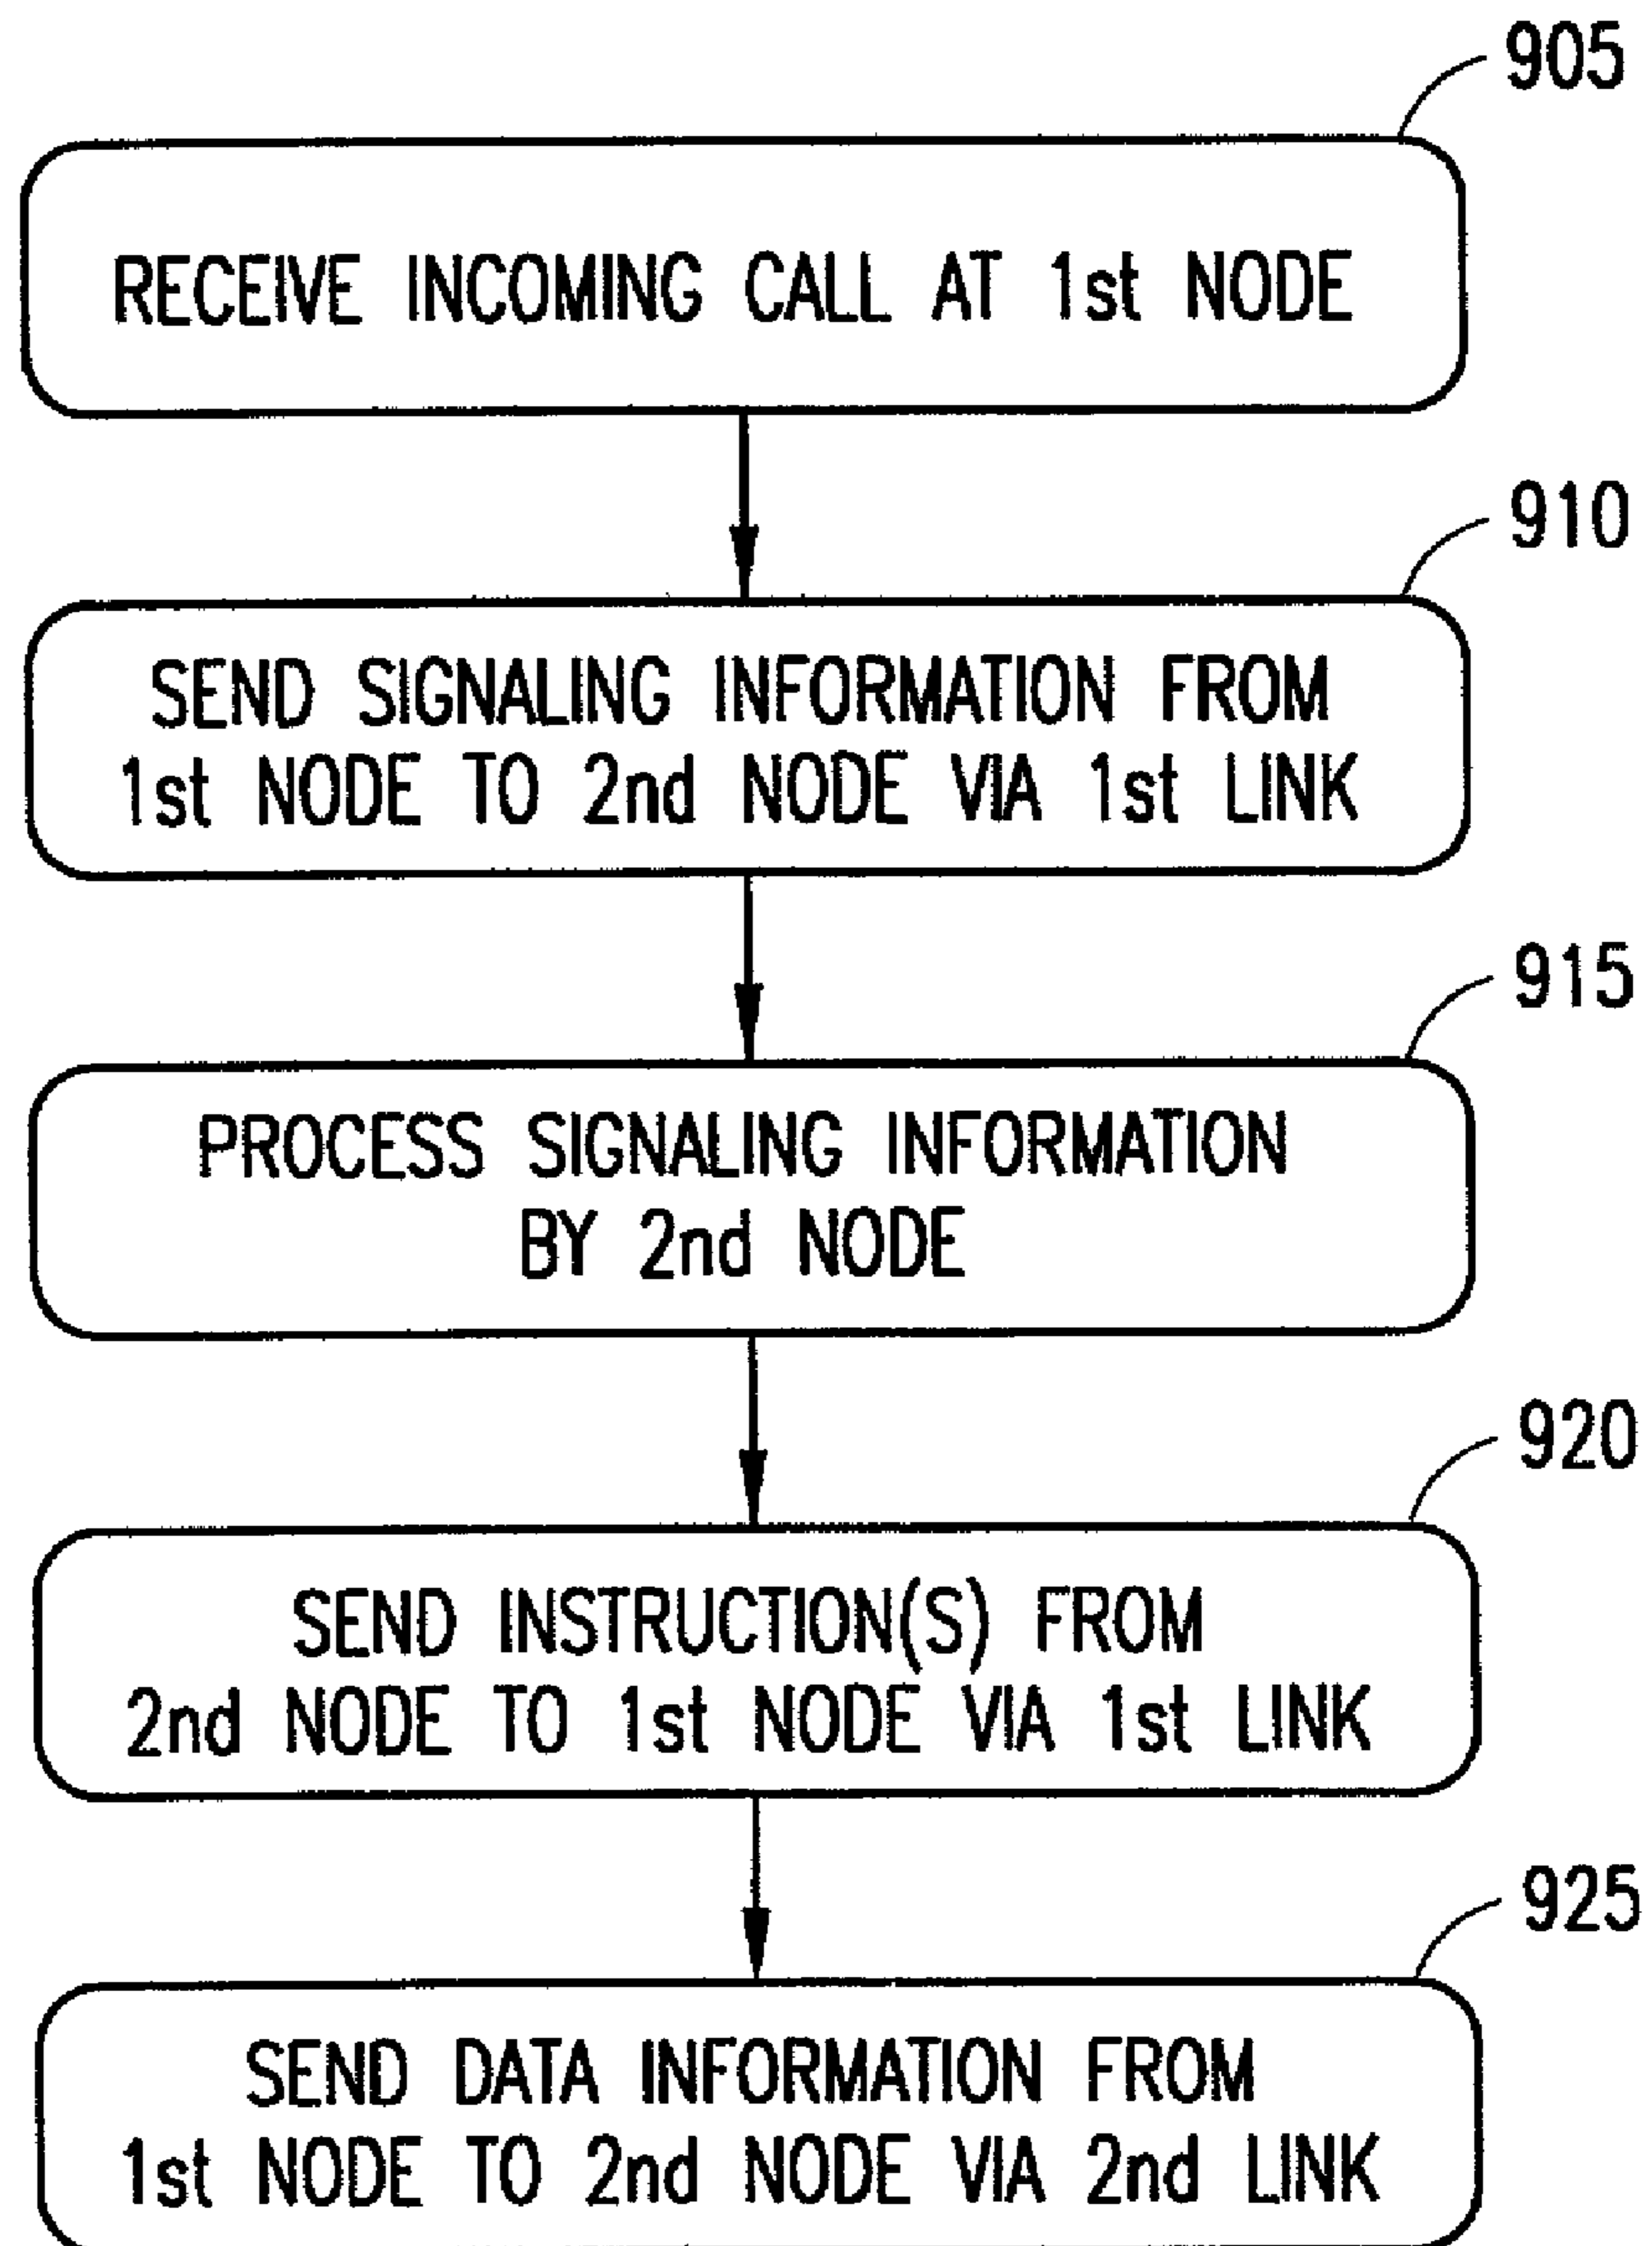 905
RECEIVE INCOMING CALL AT 1st NODE
910
SEND SIGNALING INFORMATION FROM
1st NODE TO 2nd NODE VIA 1st LINK
915
PROCESS SIGNALING INFORMATION
BY 2nd NODE
920
SEND INSTRUCTION(S) FROM
2nd NODE TO 1st NODE VIA 1st LINK
925
SEND DATA INFORMATION FROM
1st NODE TO 2nd NODE VIA 2nd LINK